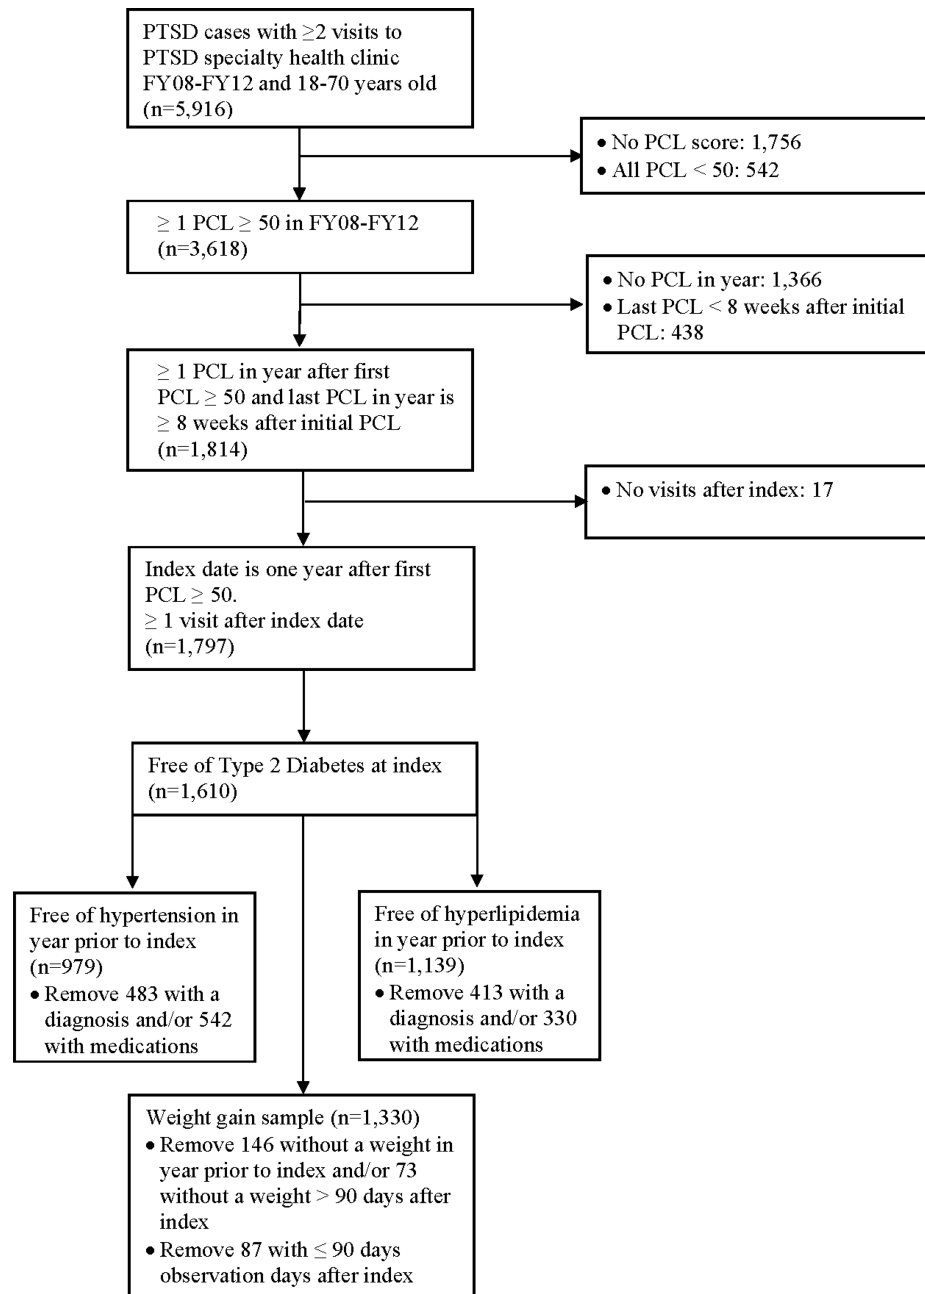 PTSD cases with ≥2 visits to
PTSD specialty health clinic
FY08-FY12 and 18-70 years old
(n=5,916)
• No PCL score: 1,756
• All PCL < 50: 542
≥ 1 PCL ≥ 50 in FY08-FY12
(n=3,618)
• No PCL in year: 1,366
• Last PCL < 8 weeks after initial
PCL: 438
≥ 1 PCL in year after first
PCL ≥ 50 and last PCL in year is
≥ 8 weeks after initial PCL
(n=1,814)
• No visits after index: 17
Index date is one year after first
PCL ≥ 50.
≥ 1 visit after index date
(n=1,797)
Free of Type 2 Diabetes at index
(n=1,610)
Free of hypertension in
year prior to index
(n=979)
• Remove 483 with a
diagnosis and/or 542
with medications
Free of hyperlipidemia
in year prior to index
(n=1,139)
• Remove 413 with a
diagnosis and/or 330
with medications
Weight gain sample (n=1,330)
• Remove 146 without a weight in
year prior to index and/or 73
without a weight > 90 days after
index
• Remove 87 with ≤ 90 days
observation days after index